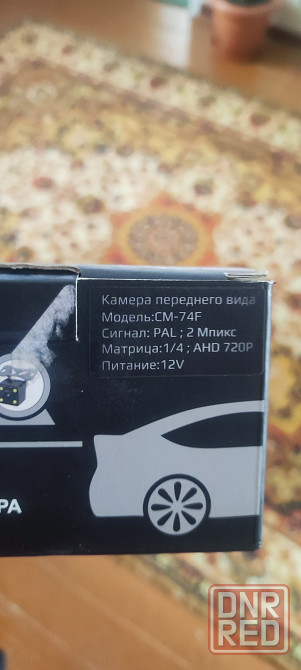 Камера переднего вида
Модель:CM-74F
Сигнал: PAL ; 2 Мпикс
Матрица:1/4 ; AHD 720P
Питание:12V
РА
DNR
RED